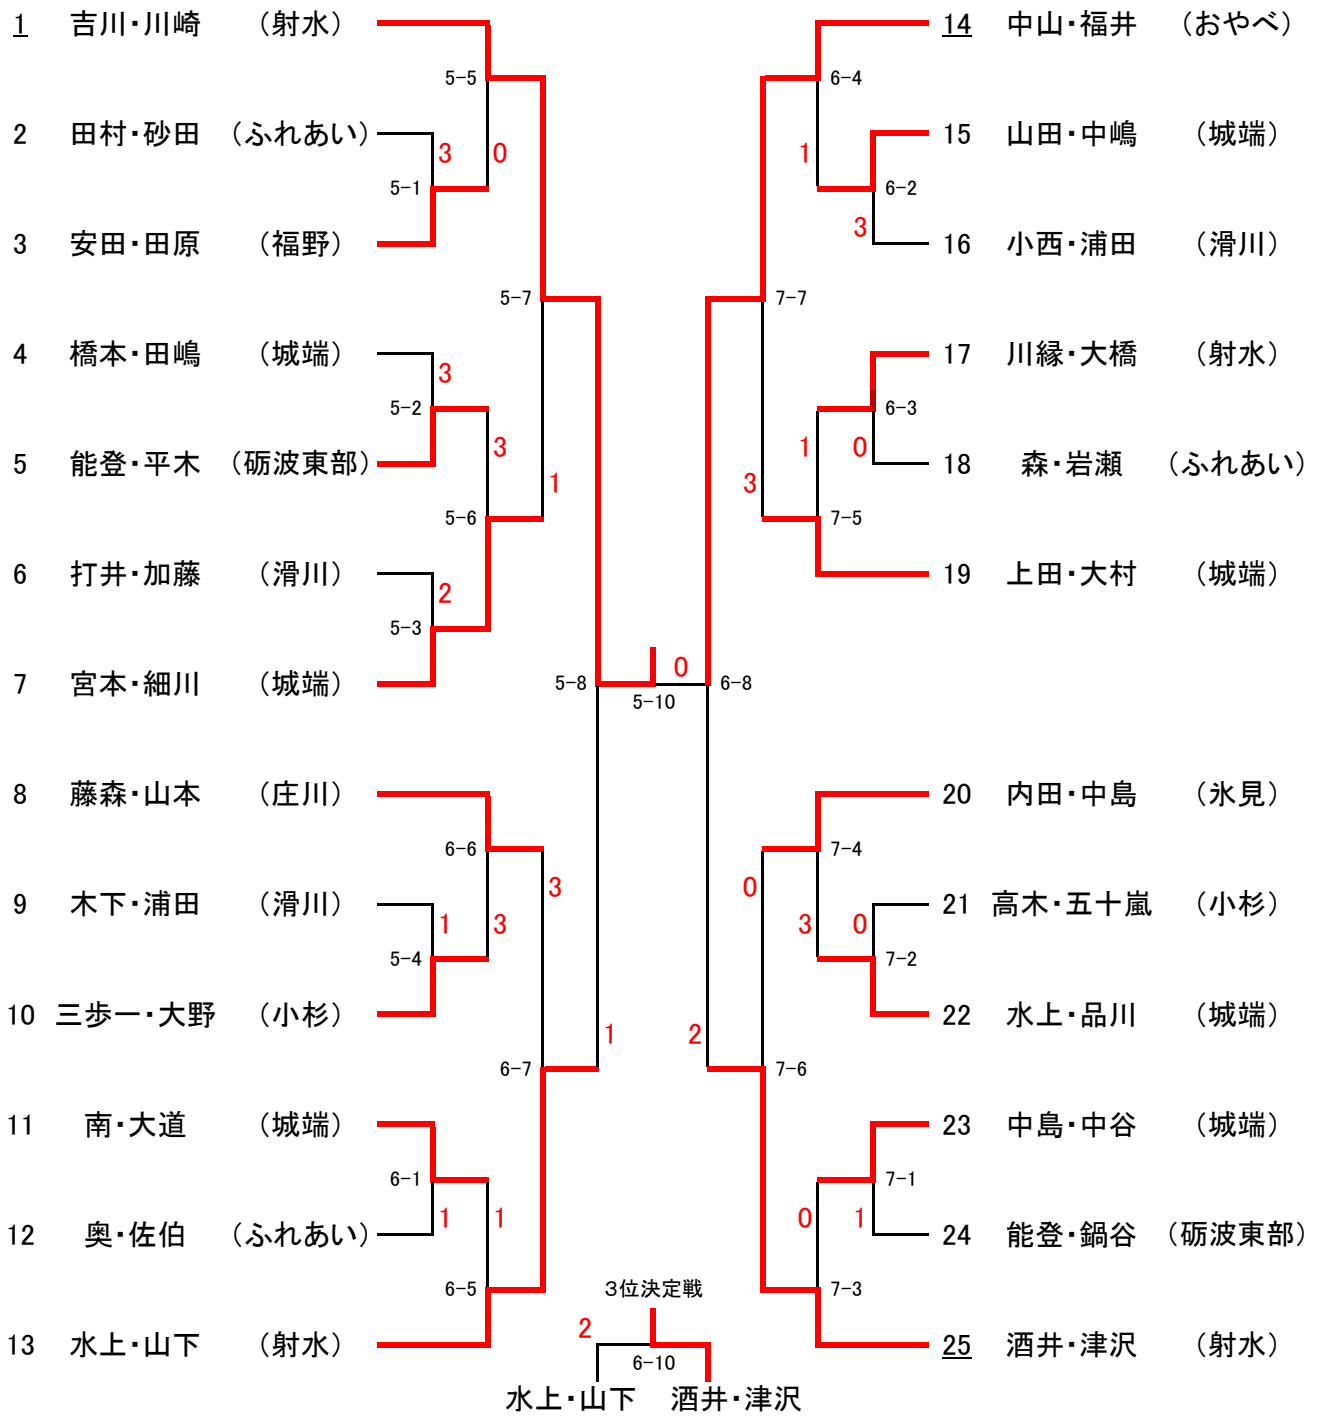 1 吉川・川崎 （射水）
5-5
2 田村・砂田 （ふれあい）
3 0
5-1
3 安田・田原 （福野）
5-7
4 橋本・田嶋 （城端）
3
5-2
5 能登・平木 （砺波東部）
3
1
5-6
6 打井・加藤 （滑川）
2
5-3
7 宮本・細川 （城端）
5-8
8 藤森・山本 （庄川）
6-6
3
9 木下・浦田 （滑川）
1 3
5-4
10 三歩一・大野 （小杉）
1
6-7
11 南・大道 （城端）
6-1
1 1
12 奥・佐伯 （ふれあい）
6-5
13 水上・山下 （射水）
0
5-10
14 中山・福井 （おやべ）
6-4
15 山田・中嶋 （城端）
1
6-2
3
16 小西・浦田 （滑川）
7-7
17 川縁・大橋 （射水）
6-3
1 0
18 森・岩瀬 （ふれあい）
3
7-5
19 上田・大村 （城端）
6-8
20 内田・中島 （氷見）
7-4
0
21 高木・五十嵐 （小杉）
3 0
7-2
22 水上・品川 （城端）
2
7-6
23 中島・中谷 （城端）
7-1
0 1
24 能登・鍋谷 （砺波東部）
7-3
25 酒井・津沢 （射水）
３位決定戦
2
6-10
水上・山下 酒井・津沢